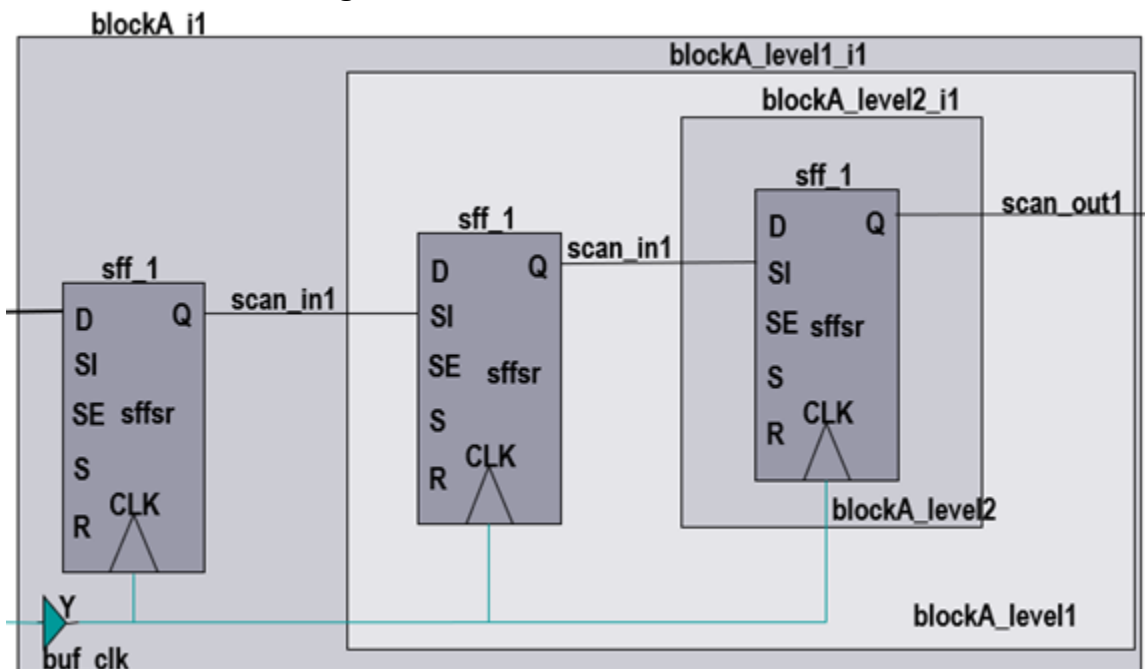 blockA_i1
blockA_level1_i1
blockA_level2_i1
sff_1
D Q
SI
SE sffsr
S
R
CLK
scan_in1
sff_1
D Q
SI
SE sffsr
S
R
CLK
scan_in1
sff_1
D Q
SI
SE sffsr
S
R
CLK
scan_out1
blockA_level2
blockA_level1
Y
buf_clk